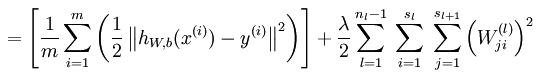 = \left[ \frac{1}{m} \sum_{i=1}^{m} \left( \frac{1}{2} \left\| h_{W,b}(x^{(i)}) - y^{(i)} \right\|^2 \right) \right] + \frac{\lambda}{2} \sum_{l=1}^{n_l-1} \sum_{i=1}^{s_l} \sum_{j=1}^{s_{l+1}} \left( W_{ji}^{(l)} \right)^2